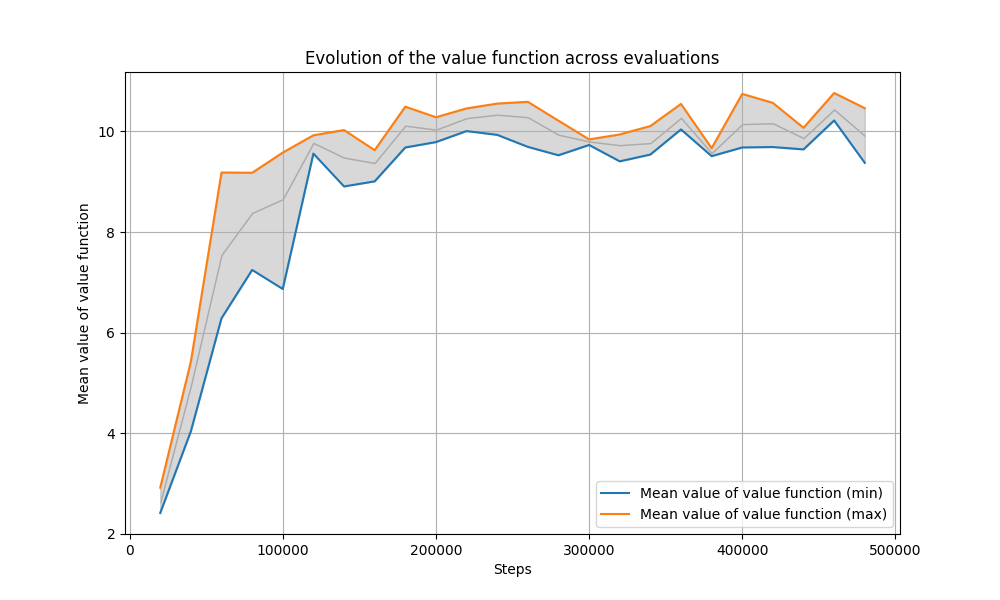 Evolution of the value function across evaluations
Mean value of value function
10
8
6
4
2
0
100000
200000
300000
400000
500000
Steps
Mean value of value function (min)
Mean value of value function (max)